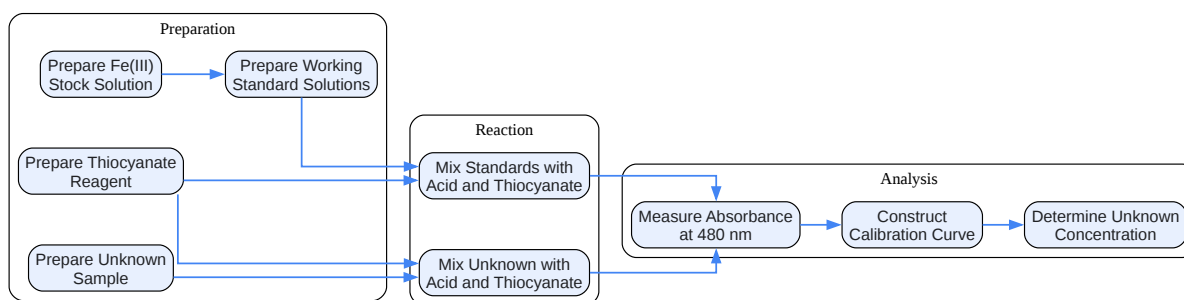 Preparation
Prepare Fe(III)
Stock Solution
Prepare Working
Standard Solutions
Prepare Thiocyanate
Reagent
Prepare Unknown
Sample
Reaction
Mix Standards with
Acid and Thiocyanate
Mix Unknown with
Acid and Thiocyanate
Analysis
Measure Absorbance
at 480 nm
Construct
Calibration Curve
Determine Unknown
Concentration